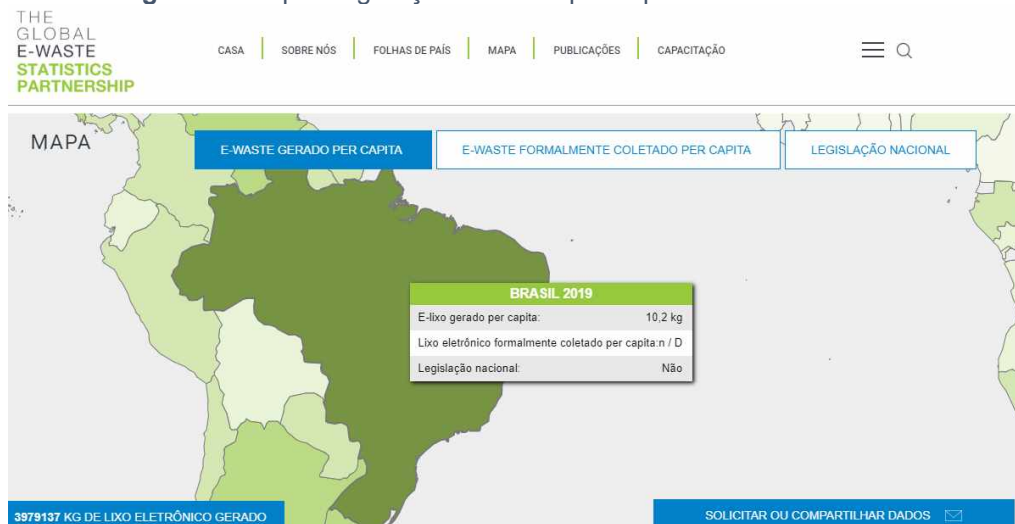 THE
GLOBAL
E-WASTE
STATISTICS
PARTNERSHIP
CASA
SOBRE NÓS
FOLHAS DE PAÍS
MAPA
PUBLICAÇÕES
CAPACITAÇÃO
MAPA
E-WASTE GERADO PER CAPITA
E-WASTE FORMALMENTE COLETADO PER CAPITA
LEGISLAÇÃO NACIONAL
BRASIL 2019
E-lixo gerado per capita: 10,2 kg
Lixo eletrônico formalmente coletado per capita:n / D
Legislação nacional: Não
3979137 KG DE LIXO ELETRÔNICO GERADO
SOLICITAR OU COMPARTILHAR DADOS